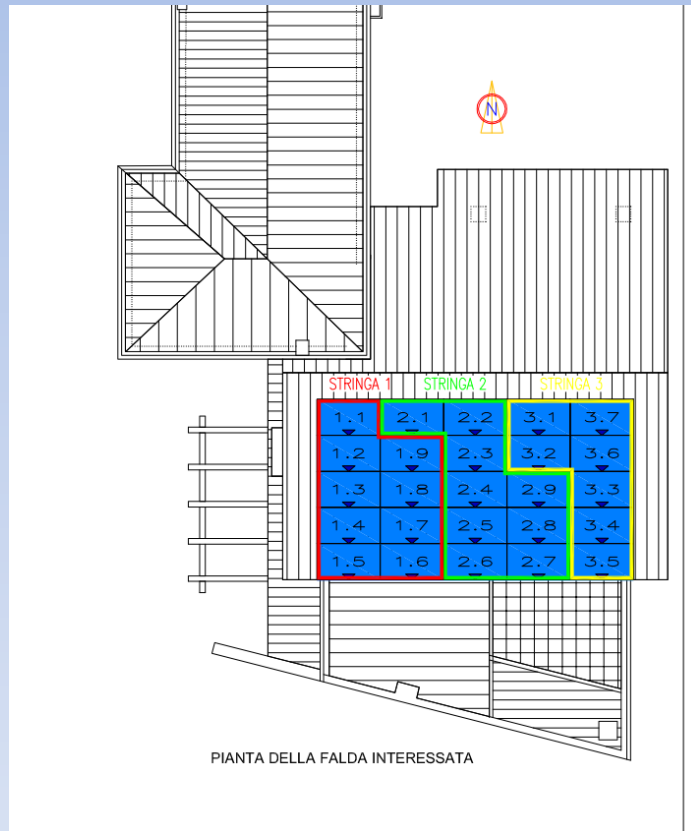 N
STRINGA 1 STRINGA 2 STRINGA 3
1.1 2.1 2.2 3.1 3.7
1.2 1.9 2.3 3.2 3.6
1.3 1.8 2.4 2.9 3.3
1.4 1.7 2.5 2.8 3.4
1.5 1.6 2.6 2.7 3.5
PIANTA DELLA FALDA INTERESSATA